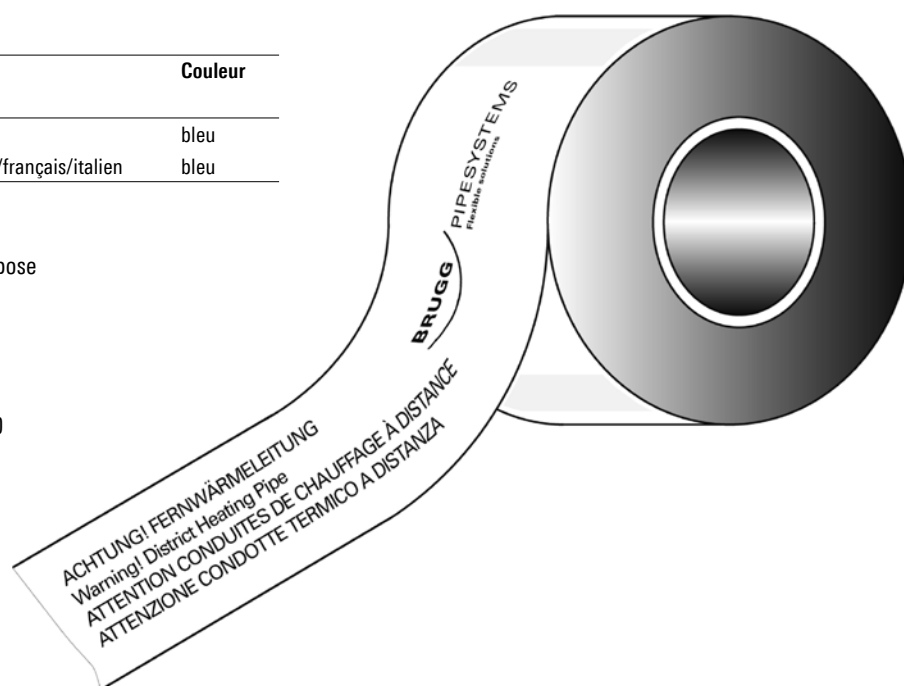 Couleur
bleu
/français/italien bleu
pose
PIPESYSTEMS
Flexible solutions
BRUGG
ACHTUNG! FERNWÄRMELEITUNG
Warning! District Heating Pipe
ATTENTION CONDUITES DE CHAUFFAGE À DISTANCE
ATTENZIONE CONDOTTE TERMICO A DISTANZA